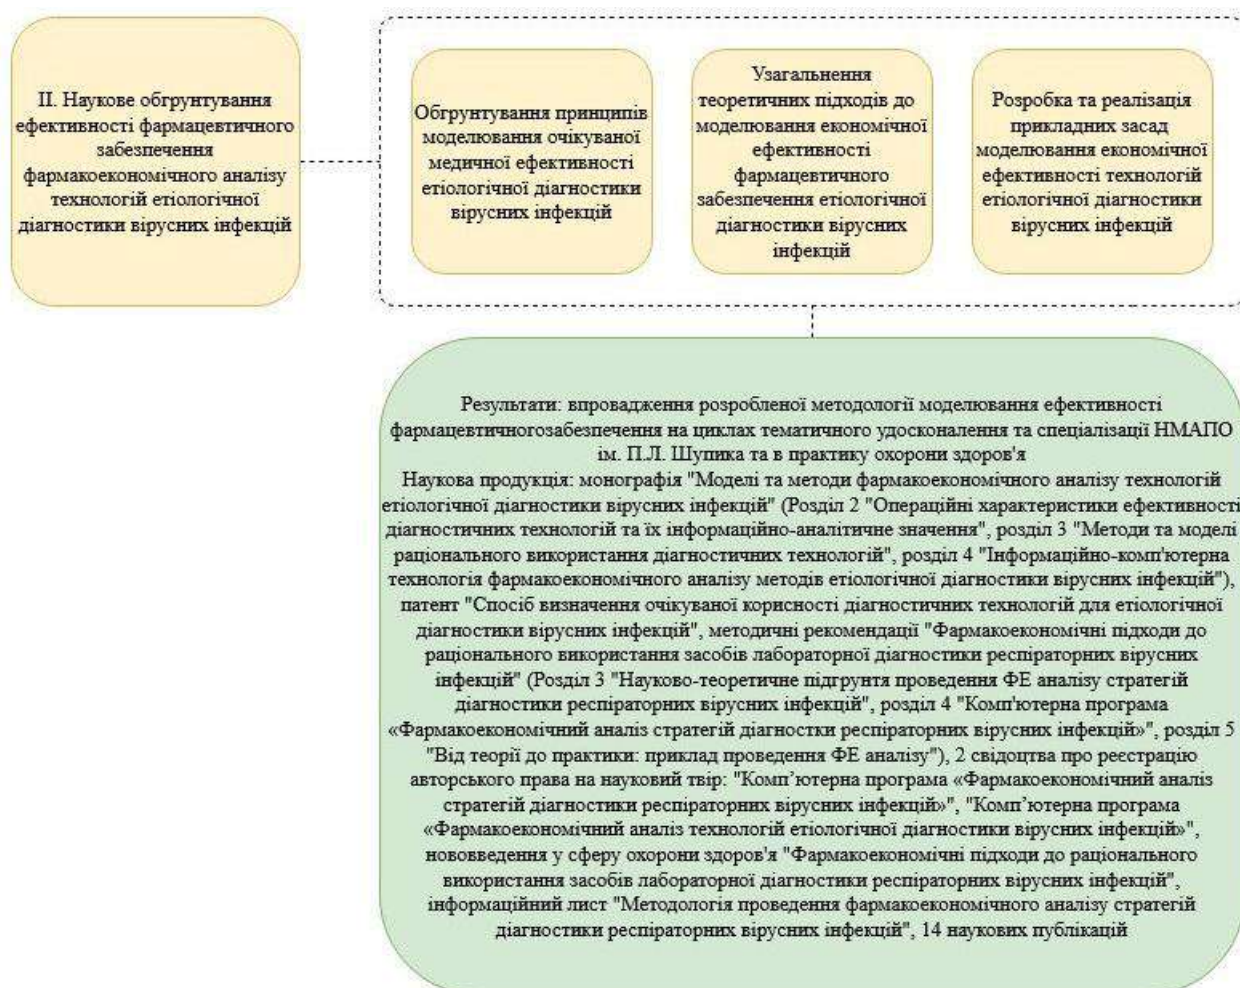 II. Наукове обгрунтування
ефективності фармацевтичного
забезпечення
фармакоекономічного аналізу
технологій етіологічної
діагностики вірусних інфекцій
Обгрунтування принципів
моделювання очікуваної
медичної ефективності
етіологічної діагностики
вірусних інфекцій
Узагальнення
теоретичних підходів до
моделювання економічної
ефективності
фармацевтичного
забезпечення етіологічної
діагностики вірусних
інфекцій
Розробка та реалізація
прикладних засад
моделювання економічної
ефективності технологій
етіологічної діагностики
вірусних інфекцій
Результати: впровадження розробленої методології моделювання ефективності
фармацевтичногозабезпечення на циклах тематичного удосконалення та спеціалізації НМАПО
ім. П.Л. Шупика та в практику охорони здоров'я
Наукова продукція: монографія "Моделі та методи фармакоекономічного аналізу технологій
етіологічної діагностики вірусних інфекцій" (Розділ 2 "Операційні характеристики ефективності
діагностичних технологій та їх інформаційно-аналітичне значення", розділ 3 "Методи та моделі
раціонального використання діагностичних технологій", розділ 4 "Інформаційно-комп'ютерна
технологія фармакоекономічного аналізу методів етіологічної діагностики вірусних інфекцій"),
патент "Спосіб визначення очікуваної корисності діагностичних технологій для етіологічної
діагностики вірусних інфекцій", методичні рекомендації "Фармакоекономічні підходи до
раціонального використання засобів лабораторної діагностики респіраторних вірусних
інфекцій" (Розділ 3 "Науково-теоретичне підгрунтя проведення ФЕ аналізу стратегій
діагностики респіраторних вірусних інфекцій", розділ 4 "Комп'ютерна програма
«Фармакоекономічний аналіз стратегій діагностки респіраторних вірусних інфекцій»", розділ 5
"Від теорії до практики: приклад проведення ФЕ аналізу"), 2 свідоцтва про реєстрацію
авторського права на науковий твір: "Комп’ютерна програма «Фармакоекономічний аналіз
стратегій діагностики респіраторних вірусних інфекцій»", "Комп’ютерна програма
«Фармакоекономічний аналіз технологій етіологічної діагностики вірусних інфекцій»",
нововведення у сферу охорони здоров'я "Фармакоекономічні підходи до раціонального
використання засобів лабораторної діагностики респіраторних вірусних інфекцій",
інформаційний лист "Методологія проведення фармакоекономічного аналізу стратегій
діагностики респіраторних вірусних інфекцій", 14 наукових публікацій